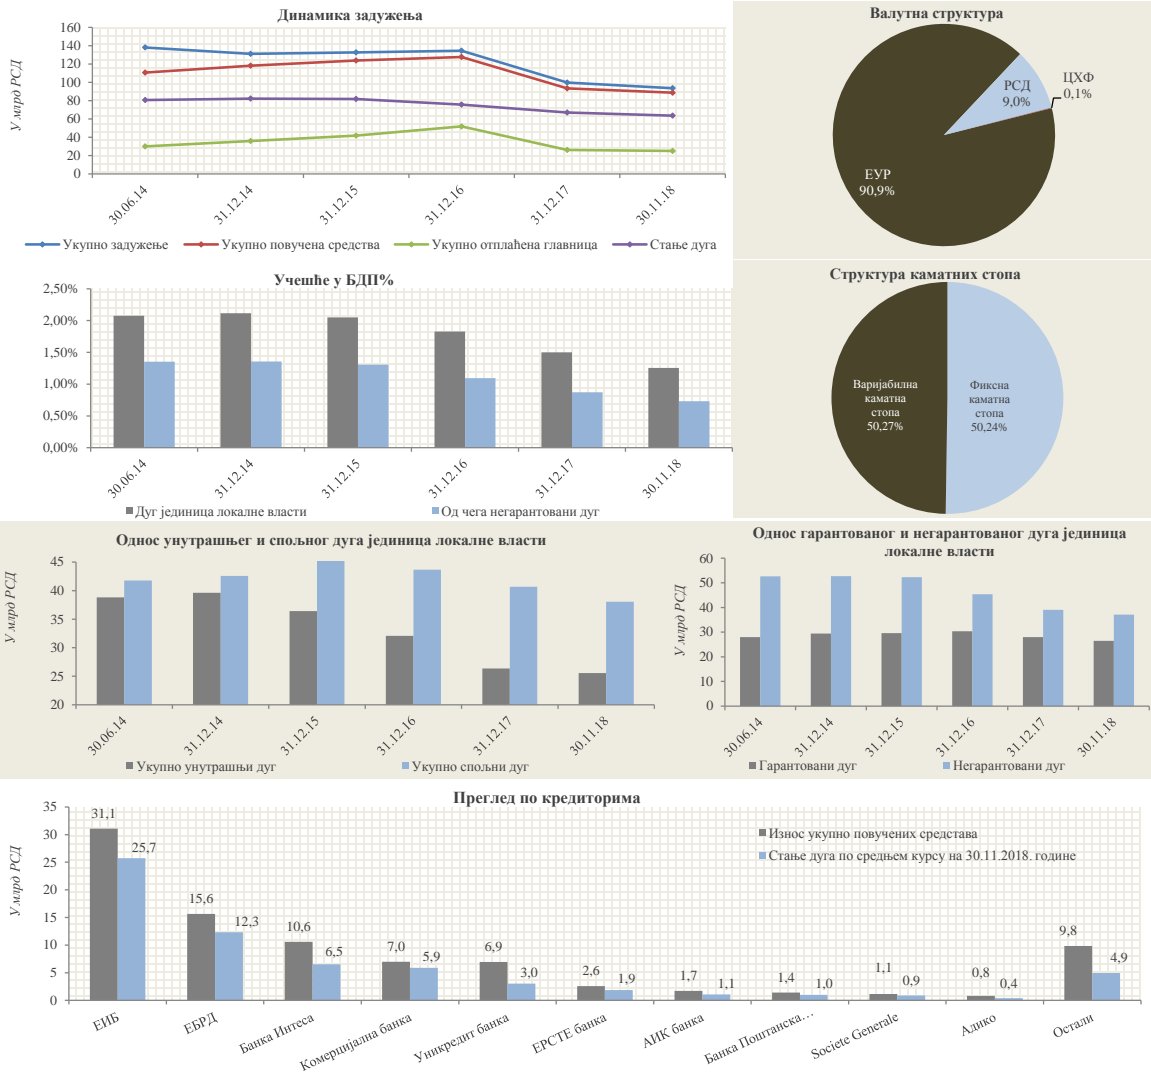 Динамика задужења
У млрд РСД
160
140
120
100
80
60
40
20
0
30.06.14
31.12.14
31.12.15
31.12.16
31.12.17
30.11.18
Укупно задужење
Укупно повучена средства
Укупно отплаћена главница
Стање дуга
Валутна структура
РСД
9,0%
ЦХФ
0,1%
ЕУР
90,9%
Учешће у БДП%
2,50%
2,00%
1,50%
1,00%
0,50%
0,00%
30.06.14
31.12.14
31.12.15
31.12.16
31.12.17
30.11.18
Дуг јединица локалне власти
Од чега негарантовани дуг
Структура каматних стопа
Варијабилна
каматна
стопа
50,27%
Фиксна
каматна
стопа
50,24%
Однос унутрашњег и спољног дуга јединица локалне власти
У млрд РСД
45
40
35
30
25
20
30.06.14
31.12.14
31.12.15
31.12.16
31.12.17
30.11.18
Укупно унутрашњи дуг
Укупно спољни дуг
Однос гарантованог и негарантованог дуга јединица
локалне власти
У млрд РСД
60
50
40
30
20
10
0
30.06.14
31.12.14
31.12.15
31.12.16
31.12.17
30.11.18
Гарантовани дуг
Негарантовани дуг
Преглед по кредиторима
У млрд РСД
35
30
25
20
15
10
5
0
Износ укупно повучених средстава
Стање дуга по средњем курсу на 30.11.2018. године
31,1
25,7
15,6
12,3
10,6
6,5
7,0
5,9
6,9
3,0
2,6
1,9
1,7
1,1
1,4
1,0
1,1
0,9
0,8
0,4
9,8
4,9
ЕИБ
ЕБРД
Банка Интеса
Комерцијална банка
Уникредит банка
ЕРСТЕ банка
АИК банка
Банка Поштанска…
Societe Generale
Адико
Остали